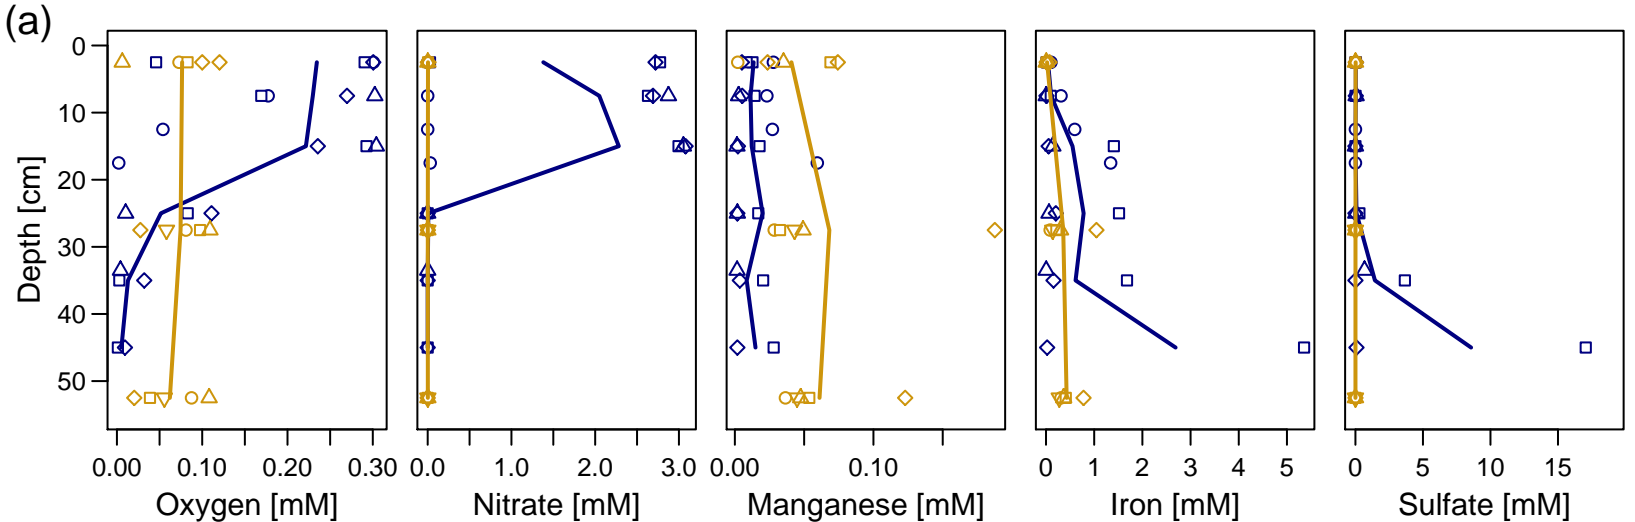 (a)
0
10
20
30
40
50
Depth [cm]
0.00 0.10 0.20 0.30
Oxygen [mM]
0.0 1.0 2.0 3.0
Nitrate [mM]
0.00 0.10
Manganese [mM]
0 1 2 3 4 5
Iron [mM]
0 5 10 15
Sulfate [mM]